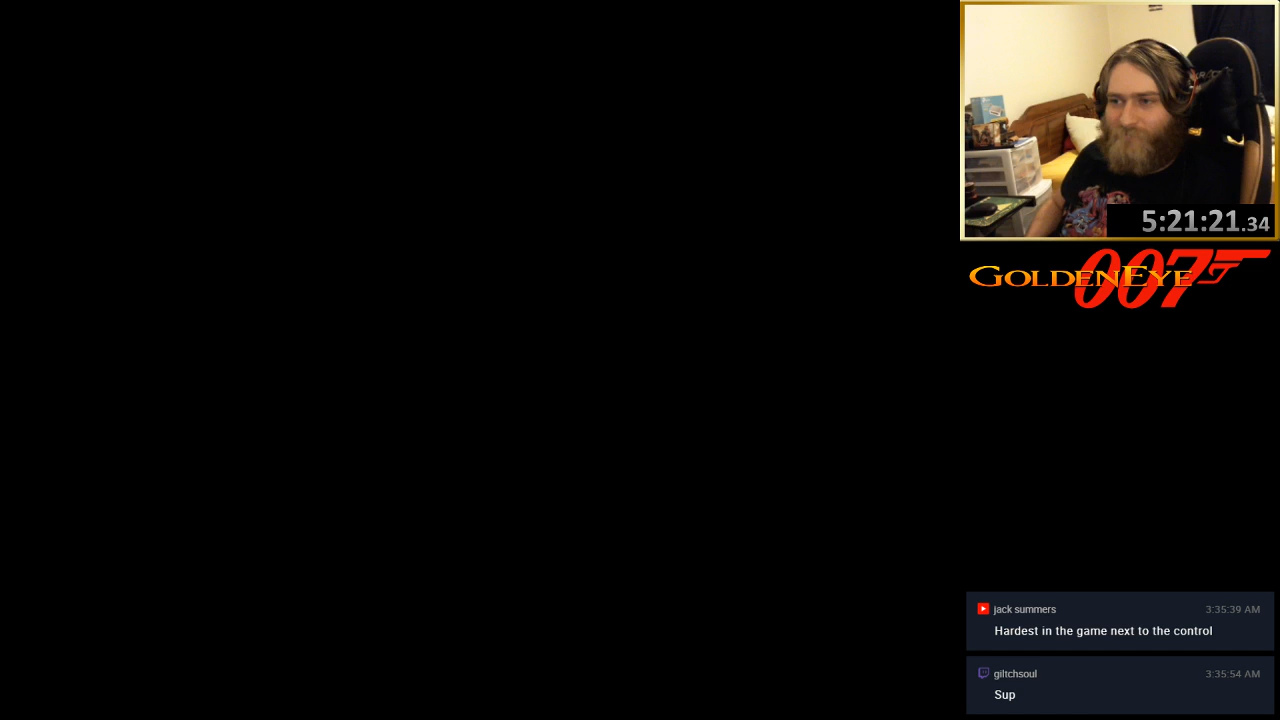 5:21:21.34
GOLDENEYE 007
jack summers 3:35:39 AM
Hardest in the game next to the control
giltchsoul 3:35:54 AM
Sup